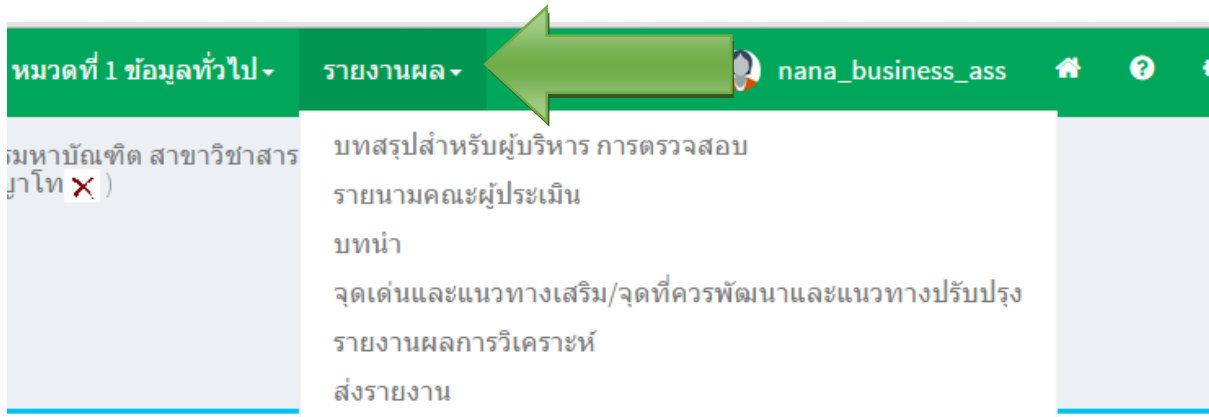 หมวดที่ 1 ข้อมูลทั่วไป รายงานผล nana_business_ass
รมหาบัณฑิต สาขาวิชาสาร
ญาโท )
บทสรุปสำหรับผู้บริหาร การตรวจสอบ
รายนามคณะผู้ประเมิน
บทนำ
จุดเด่นและแนวทางเสริม/จุดที่ควรพัฒนาและแนวทางปรับปรุง
รายงานผลการวิเคราะห์
ส่งรายงาน